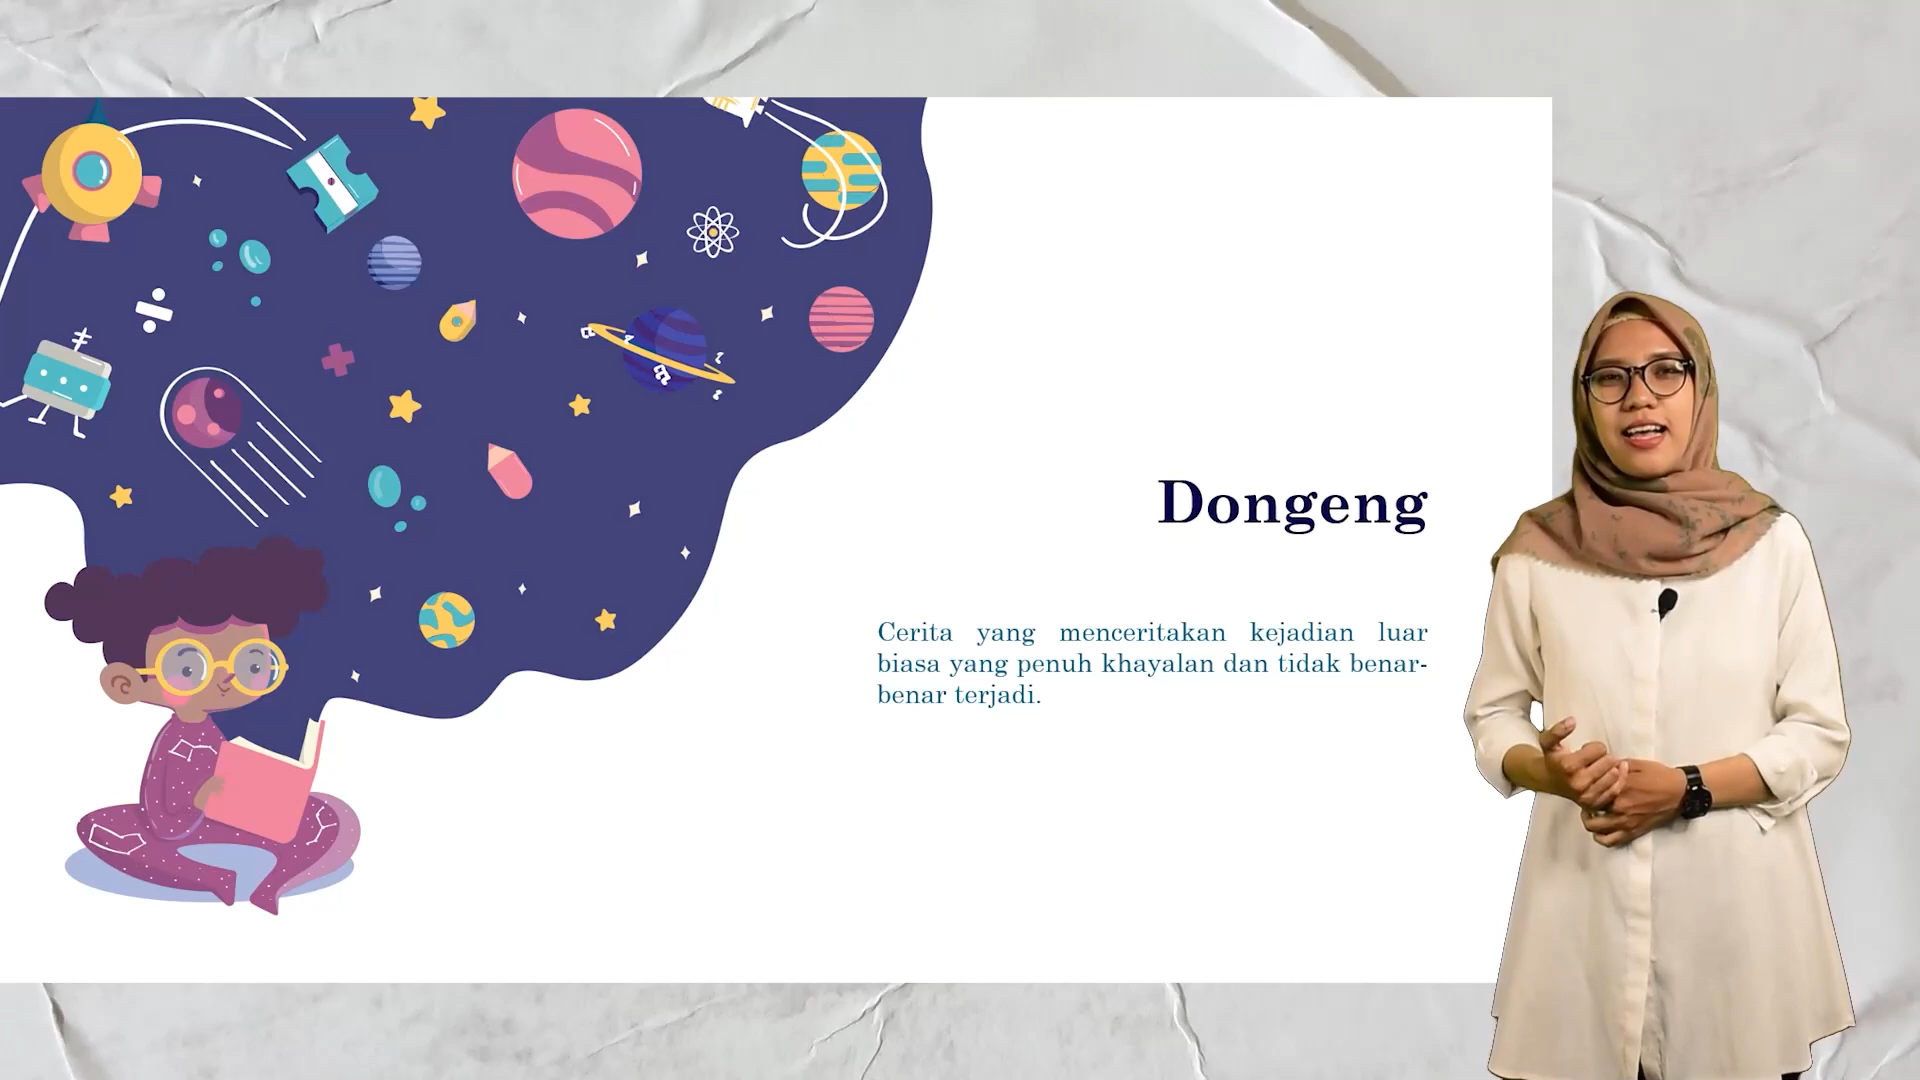 Dongeng
Cerita yang menceritakan kejadian luar
biasa yang penuh khayalan dan tidak benar-
benar terjadi.